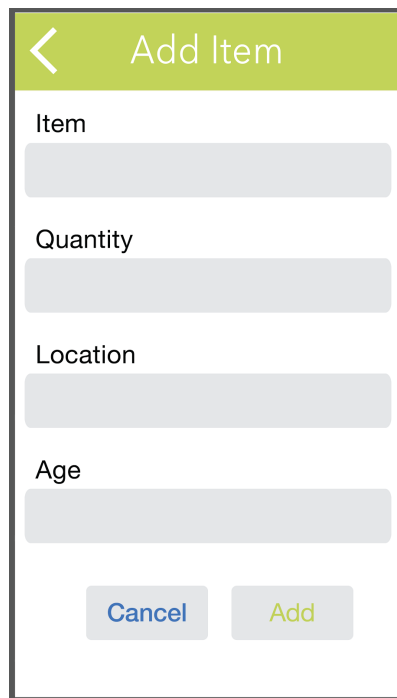 Add Item
Item
Quantity
Location
Age
Cancel Add